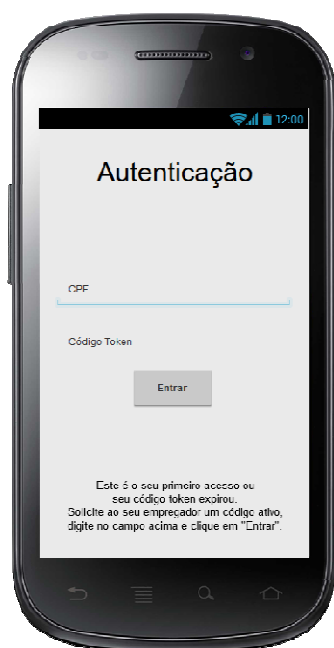 12:00
Autenticação
CPF
Código Token
Entrar
Este é o seu primeiro acesso ou
seu código token expirou.
Solicite ao seu empregador um código ativo,
digite no campo acima e clique em "Entrar".